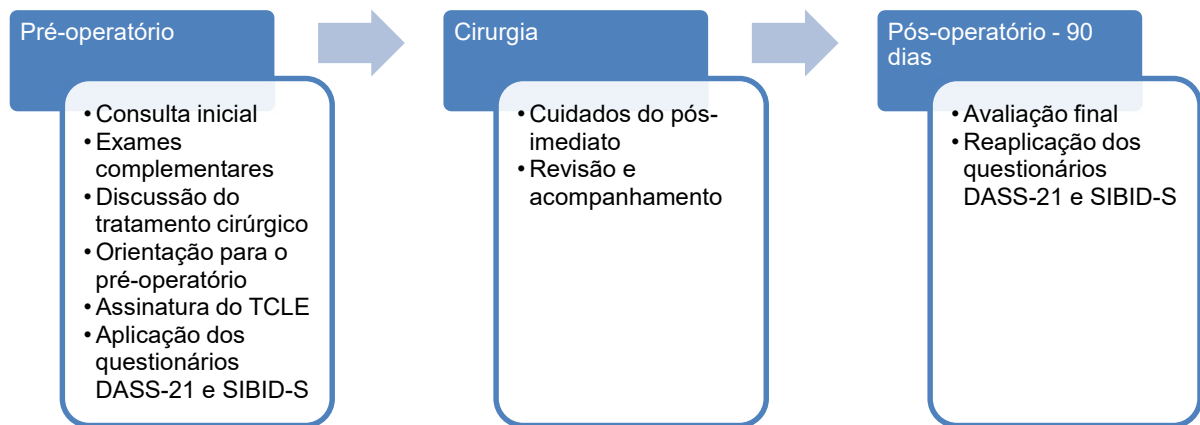 Pré-operatório
• Consulta inicial
• Exames
complementares
• Discussão do
tratamento cirúrgico
• Orientação para o
pré-operatório
• Assinatura do TCLE
• Aplicação dos
questionários
DASS-21 e SIBID-S
Cirurgia
• Cuidados do pós-
imediato
• Revisão e
acompanhamento
Pós-operatório - 90
dias
• Avaliação final
• Reaplicação dos
questionários
DASS-21 e SIBID-S